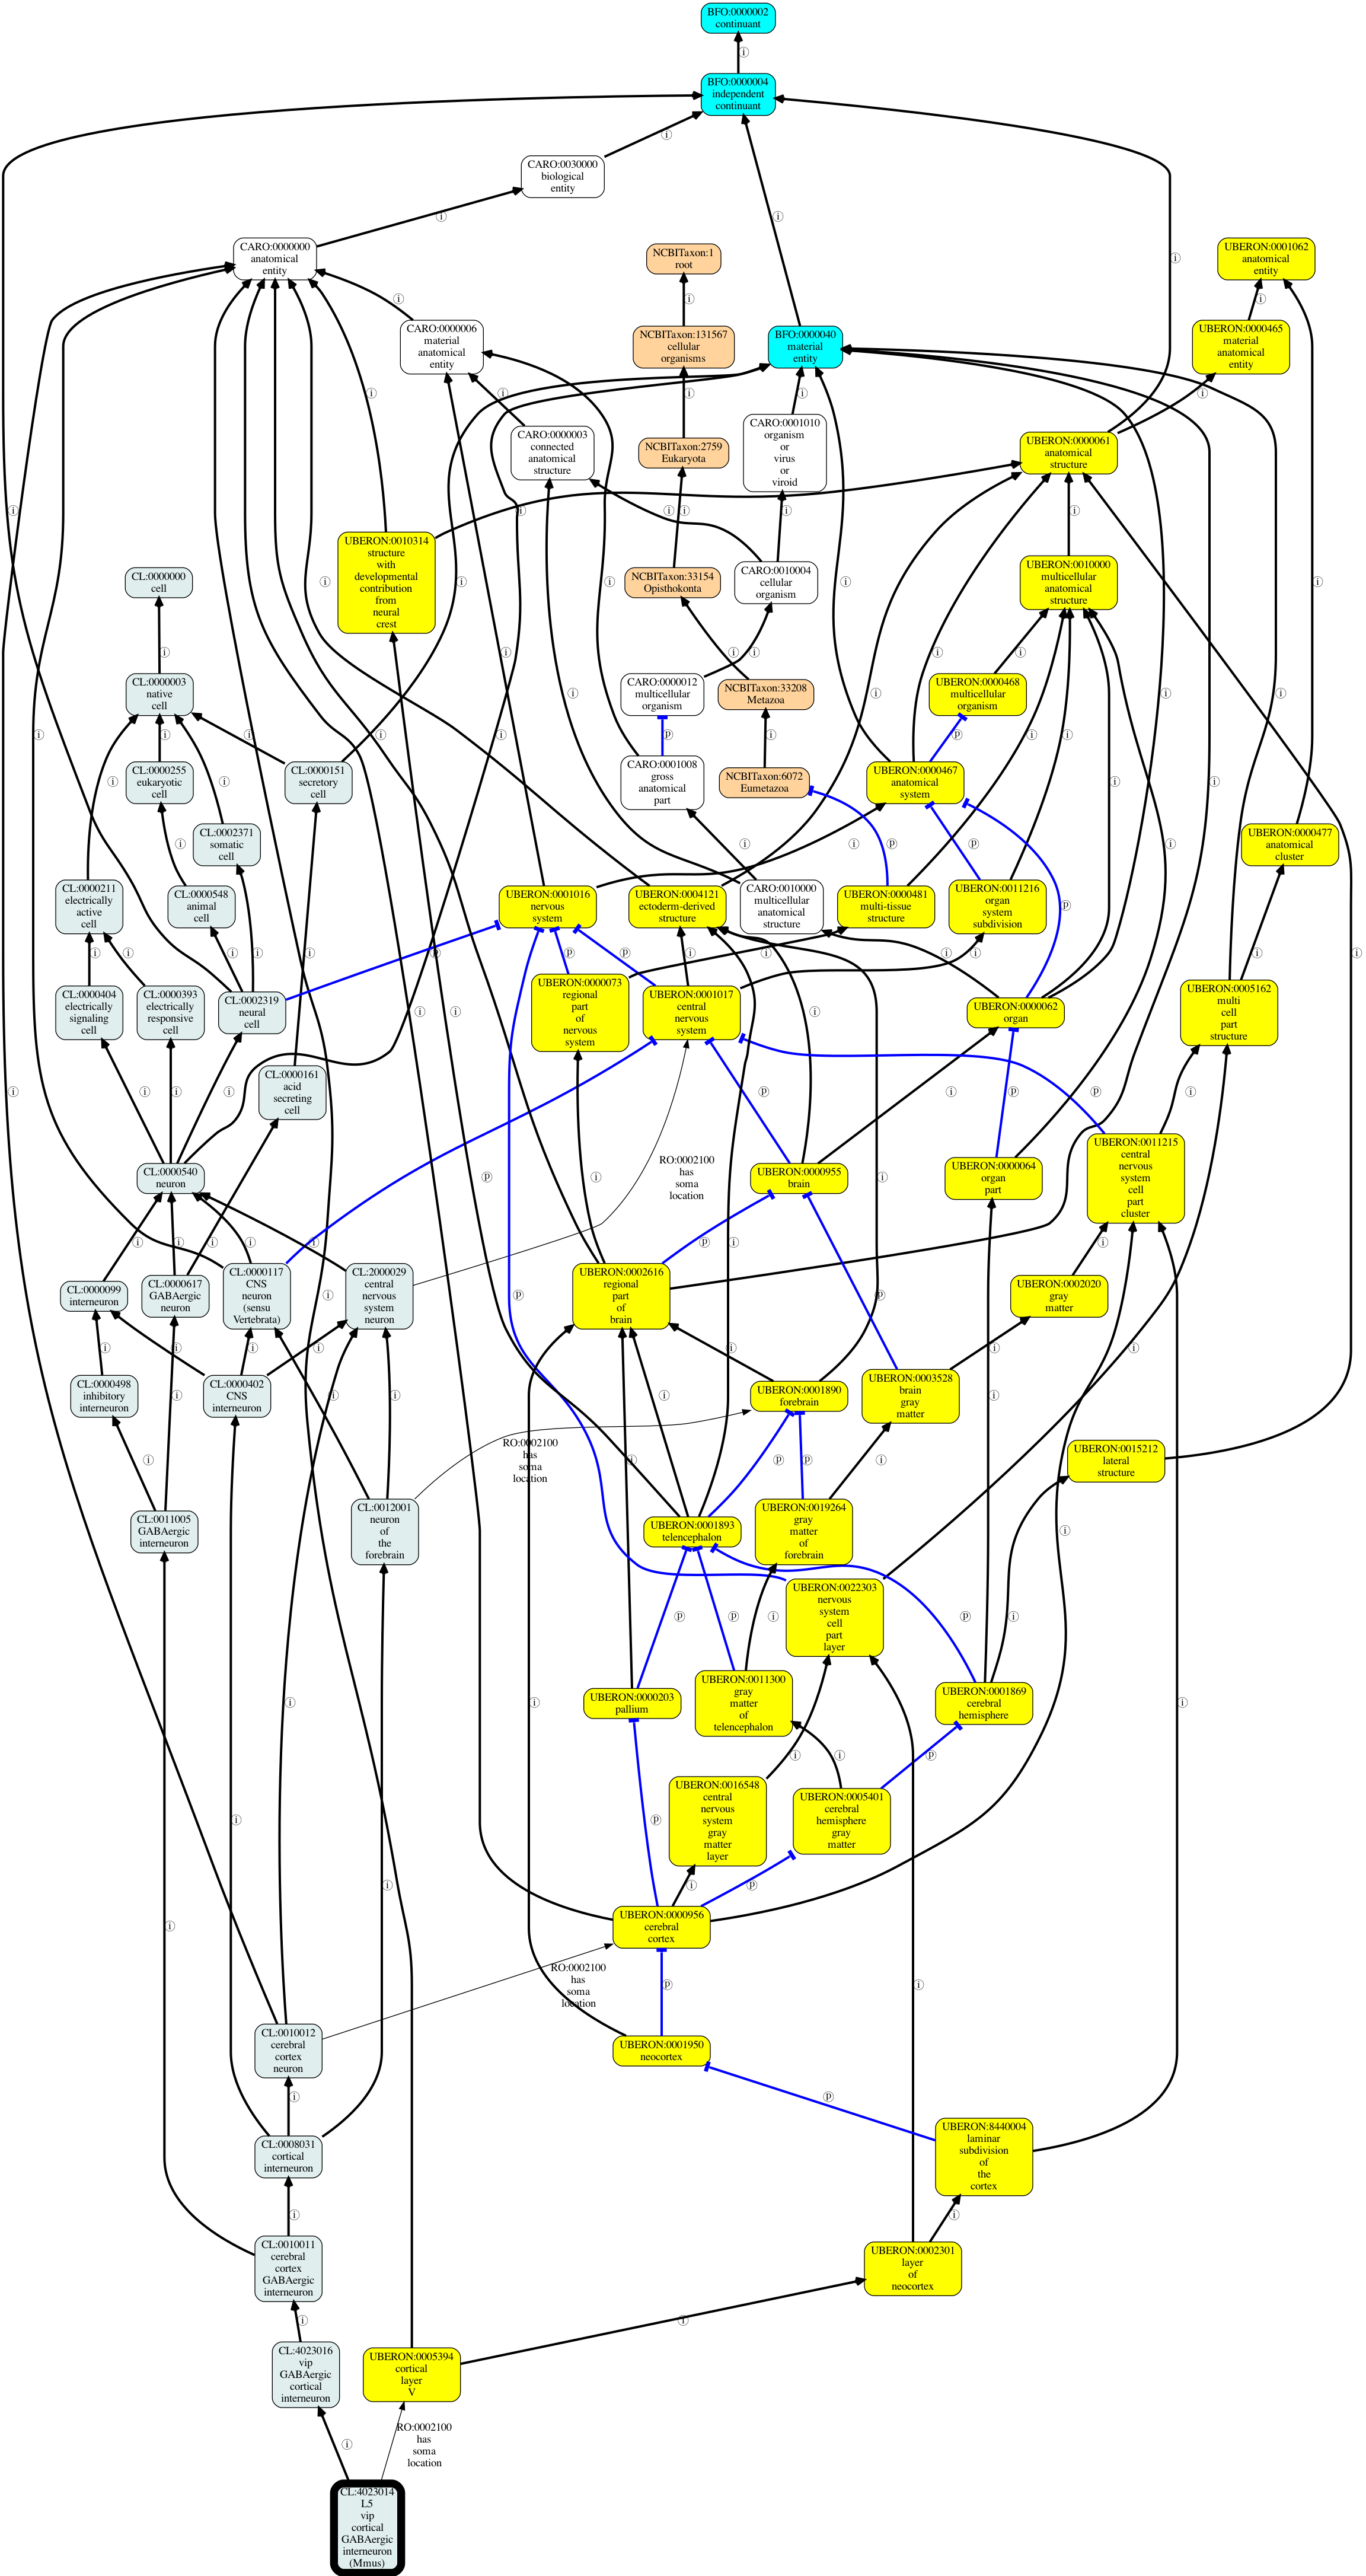 BFO:0000002
continuant
ⓘ
BFO:0000004
independent
continuant
ⓘ
CARO:0030000
biological
entity
ⓘ
ⓘ
CARO:0000000
anatomical
entity
NCBITaxon:1
root
UBERON:0001062
anatomical
entity
ⓘ
ⓘ
ⓘ
ⓘ
CARO:0000006
material
anatomical
entity
NCBITaxon:131567
cellular
organisms
BFO:0000040
material
entity
UBERON:0000465
material
anatomical
entity
ⓘ
ⓘ
ⓘ
ⓘ
ⓘ
CARO:0000003
connected
anatomical
structure
NCBITaxon:2759
Eukaryota
CARO:0001010
organism
or
virus
or
viroid
UBERON:0000061
anatomical
structure
ⓘ
ⓘ
ⓘ
ⓘ
ⓘ
ⓘ
UBERON:0010314
structure
with
developmental
contribution
from
neural
crest
CL:0000000
cell
NCBITaxon:33154
Opisthokonta
CARO:0010004
cellular
organism
UBERON:0010000
multicellular
anatomical
structure
ⓘ
ⓘ
ⓘ
ⓘ
ⓘ
ⓘ
ⓘ
ⓘ
ⓘ
ⓘ
CL:0000003
native
cell
CARO:0000012
multicellular
organism
NCBITaxon:33208
Metazoa
UBERON:0000468
multicellular
organism
ⓘ
ⓘ
ⓘ
ⓘ
ⓟ
ⓘ
ⓘ
ⓟ
ⓘ
ⓘ
CL:0000255
eukaryotic
cell
CL:0000151
secretory
cell
CARO:0001008
gross
anatomical
part
NCBITaxon:6072
Eumetazoa
UBERON:0000467
anatomical
system
ⓘ
ⓘ
ⓘ
ⓘ
CL:0002371
somatic
cell
UBERON:0000477
anatomical
cluster
ⓘ
ⓘ
ⓘ
ⓟ
ⓟ
ⓘ
CL:0000211
electrically
active
cell
CL:0000548
animal
cell
UBERON:0001016
nervous
system
UBERON:0004121
ectoderm-derived
structure
CARO:0010000
multicellular
anatomical
structure
UBERON:0000481
multi-tissue
structure
UBERON:0011216
organ
system
subdivision
ⓟ
ⓘ
ⓘ
ⓘ
ⓘ
ⓟ
ⓟ
ⓟ
ⓘ
ⓘ
ⓘ
ⓘ
ⓘ
ⓘ
CL:0000404
electrically
signaling
cell
CL:0000393
electrically
responsive
cell
CL:0002319
neural
cell
UBERON:0000073
regional
part
of
nervous
system
UBERON:0001017
central
nervous
system
UBERON:0000062
organ
UBERON:0005162
multi
cell
part
structure
ⓘ
ⓘ
ⓘ
ⓘ
CL:0000161
acid
secreting
cell
ⓘ
ⓘ
ⓘ
ⓟ
ⓘ
ⓟ
ⓟ
ⓘ
CL:0000540
neuron
RO:0002100
has
soma
location
UBERON:0000955
brain
UBERON:0000064
organ
part
UBERON:0011215
central
nervous
system
cell
part
cluster
ⓟ
ⓘ
ⓘ
ⓘ
ⓘ
ⓘ
ⓘ
ⓘ
ⓟ
ⓘ
ⓘ
CL:0000099
interneuron
CL:0000617
GABAergic
neuron
CL:0000117
CNS
neuron
(sensu
Vertebrata)
CL:2000029
central
nervous
system
neuron
UBERON:0002616
regional
part
of
brain
UBERON:0002020
gray
matter
ⓘ
ⓟ
ⓟ
ⓘ
ⓘ
ⓘ
ⓘ
ⓘ
ⓘ
ⓘ
ⓘ
CL:0000498
inhibitory
interneuron
CL:0000402
CNS
interneuron
UBERON:0001890
forebrain
UBERON:0003528
brain
gray
matter
ⓘ
ⓘ
ⓘ
ⓘ
ⓘ
RO:0002100
has
soma
location
ⓘ
ⓘ
ⓟ
ⓟ
ⓘ
UBERON:0015212
lateral
structure
CL:0011005
GABAergic
interneuron
CL:0012001
neuron
of
the
forebrain
UBERON:0001893
telencephalon
UBERON:0019264
gray
matter
of
forebrain
ⓘ
UBERON:0022303
nervous
system
cell
part
layer
ⓟ
ⓟ
ⓘ
ⓟ
ⓘ
UBERON:0000203
pallium
UBERON:0011300
gray
matter
of
telencephalon
UBERON:0001869
cerebral
hemisphere
ⓘ
ⓘ
ⓘ
ⓘ
ⓘ
ⓟ
UBERON:0016548
central
nervous
system
gray
matter
layer
UBERON:0005401
cerebral
hemisphere
gray
matter
ⓘ
ⓟ
ⓘ
ⓘ
ⓟ
UBERON:0000956
cerebral
cortex
ⓘ
RO:0002100
has
soma
location
ⓟ
ⓘ
CL:0010012
cerebral
cortex
neuron
UBERON:0001950
neocortex
ⓘ
ⓟ
CL:0008031
cortical
interneuron
UBERON:8440004
laminar
subdivision
of
the
cortex
ⓘ
ⓘ
CL:0010011
cerebral
cortex
GABAergic
interneuron
UBERON:0002301
layer
of
neocortex
ⓘ
ⓘ
CL:4023016
vip
GABAergic
cortical
interneuron
UBERON:0005394
cortical
layer
V
ⓘ
RO:0002100
has
soma
location
CL:4023014
L5
vip
cortical
GABAergic
interneuron
(Mmus)